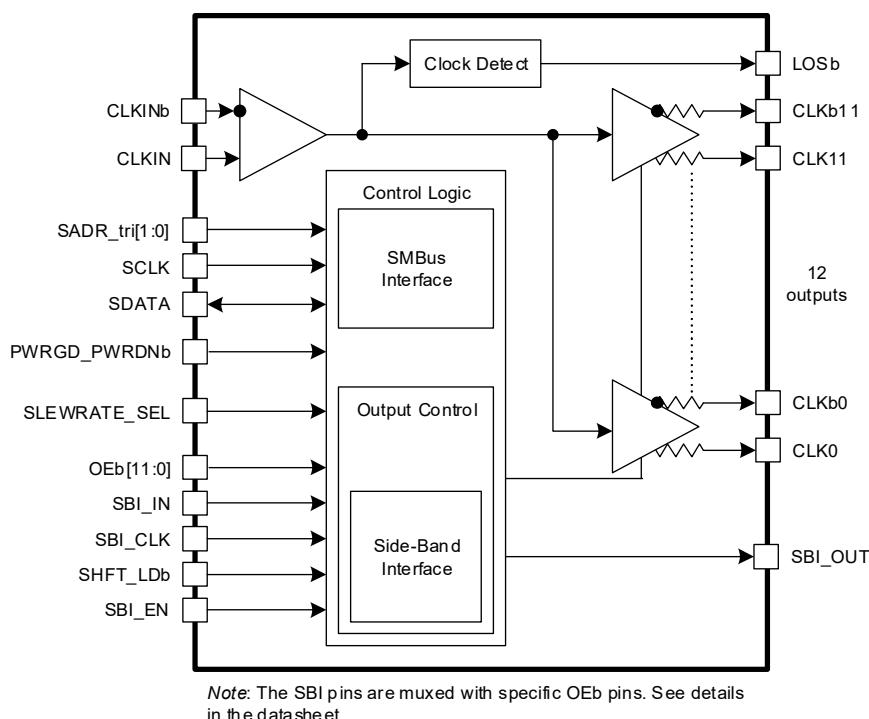 Clock Detect
LOSb
CLKINb
CLKb11
CLKIN
CLK11
Control Logic
SADR_tri[1:0]
SMBus
Interface
SCLK
12
outputs
SDATA
PWRGD_PWRDNb
SLEWRATE_SEL
Output Control
CLKb0
CLK0
OEb[11:0]
SBI_IN
SBI_CLK
Side-Band
Interface
SBI_OUT
SHFT_LDb
SBI_EN
Note: The SBI pins are muxed with specific OEb pins. See details
in the datasheet